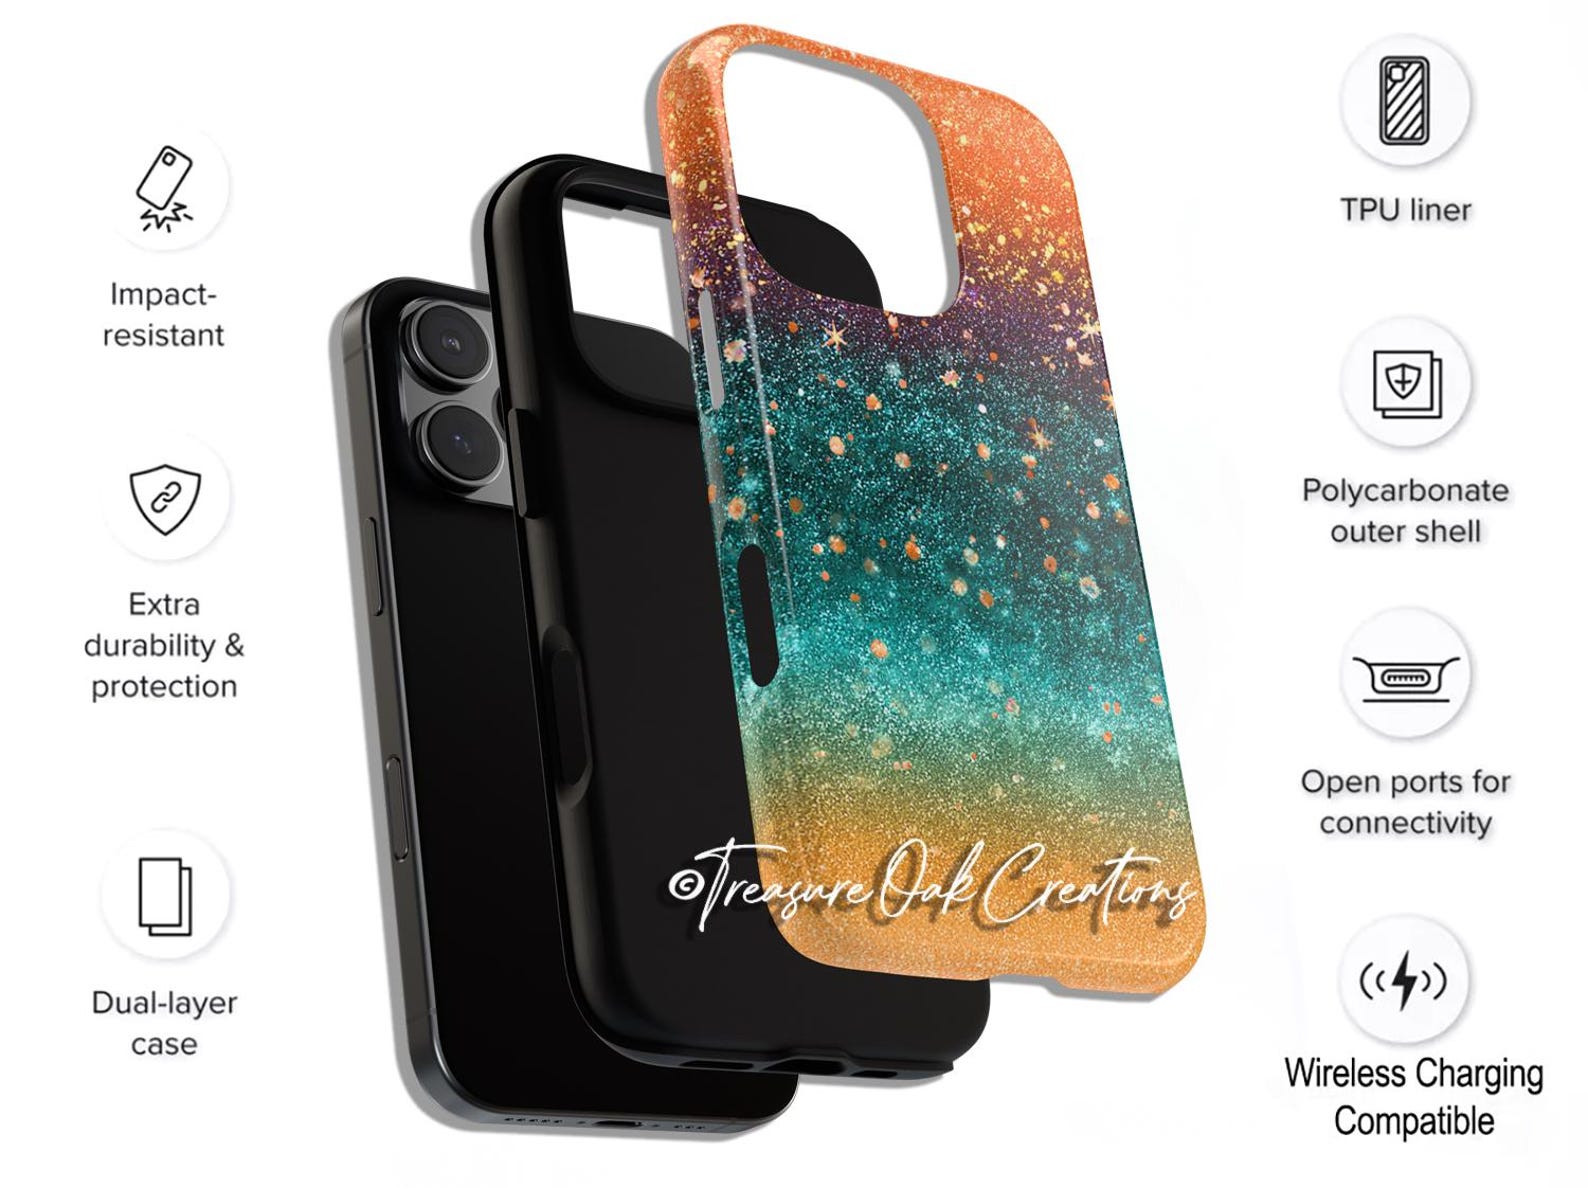 Impact-
resistant
Extra
durability &
protection
Dual-layer
case
©Treasure Oak Creations
TPU liner
Polycarbonate
outer shell
Open ports for
connectivity
Wireless Charging
Compatible